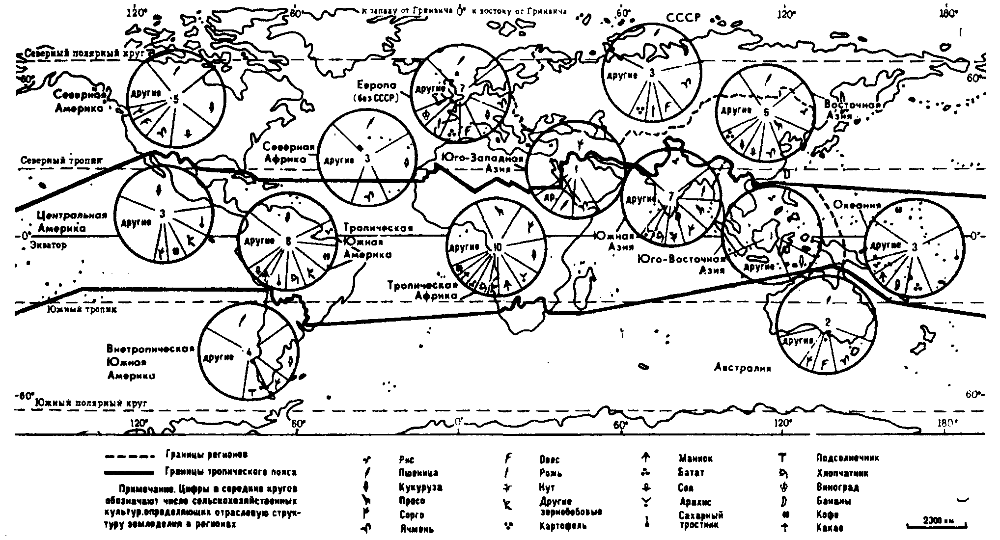 120° 60° к западу от Гринвича 0° к востоку от Гринвича 60° СССР 120° 180°
Северный полярный круг
60° 60°
другие 3
Северная
Америка
другие 5
Европа
(без СССР)
другие 7
Восточная
Азия
другие 6
Северная
Африка
другие 3
Юго-Западная
Азия
др. 1
Северный тропик
Южная
Азия
другие 7
Океания
другие 3
Центральная
Америка
другие 3
Тропическая
Южная
Америка
другие 8
-0° 0°-
Экватор
Тропическая
Африка
другие 10
Юго-Восточная
Азия
другие 1
Южный тропик
Внетропическая
Южная
Америка
другие 4
Австралия
другия 2
-60° 60°-
Южный полярный круг
120° 60° 0° 60° 120° 180°
Границы регионов
Границы тропического пояса
Примечание. Цифры в середине кругов
обозначают число сельскохозяйственных
культур, определяющих отраслевую струк-
туру земледелия в регионах
Рис
Пшеница
Кукуруза
Просо
Сорго
Ячмень
Овес
Рожь
Нут
Другие
зернобобовые
Картофель
Маниок
Батат
Соя
Арахис
Сахарный
тростник
Подсолнечник
Хлопчатник
Виноград
Бананы
Кофе
Какао
2300 км